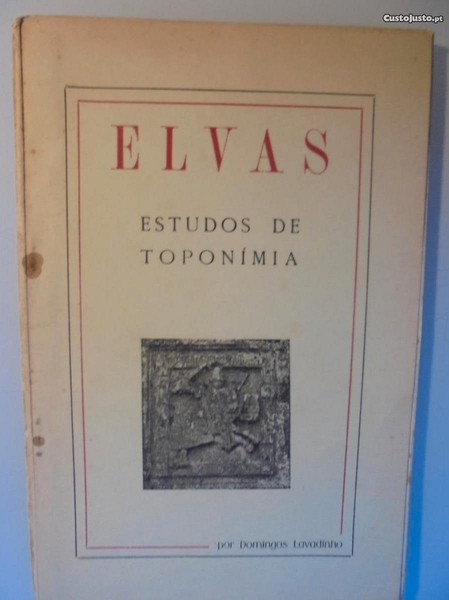 CustoJusto.pt
ELVAS
ESTUDOS DE
TOPONÍMIA
por Domingos Lavadinho